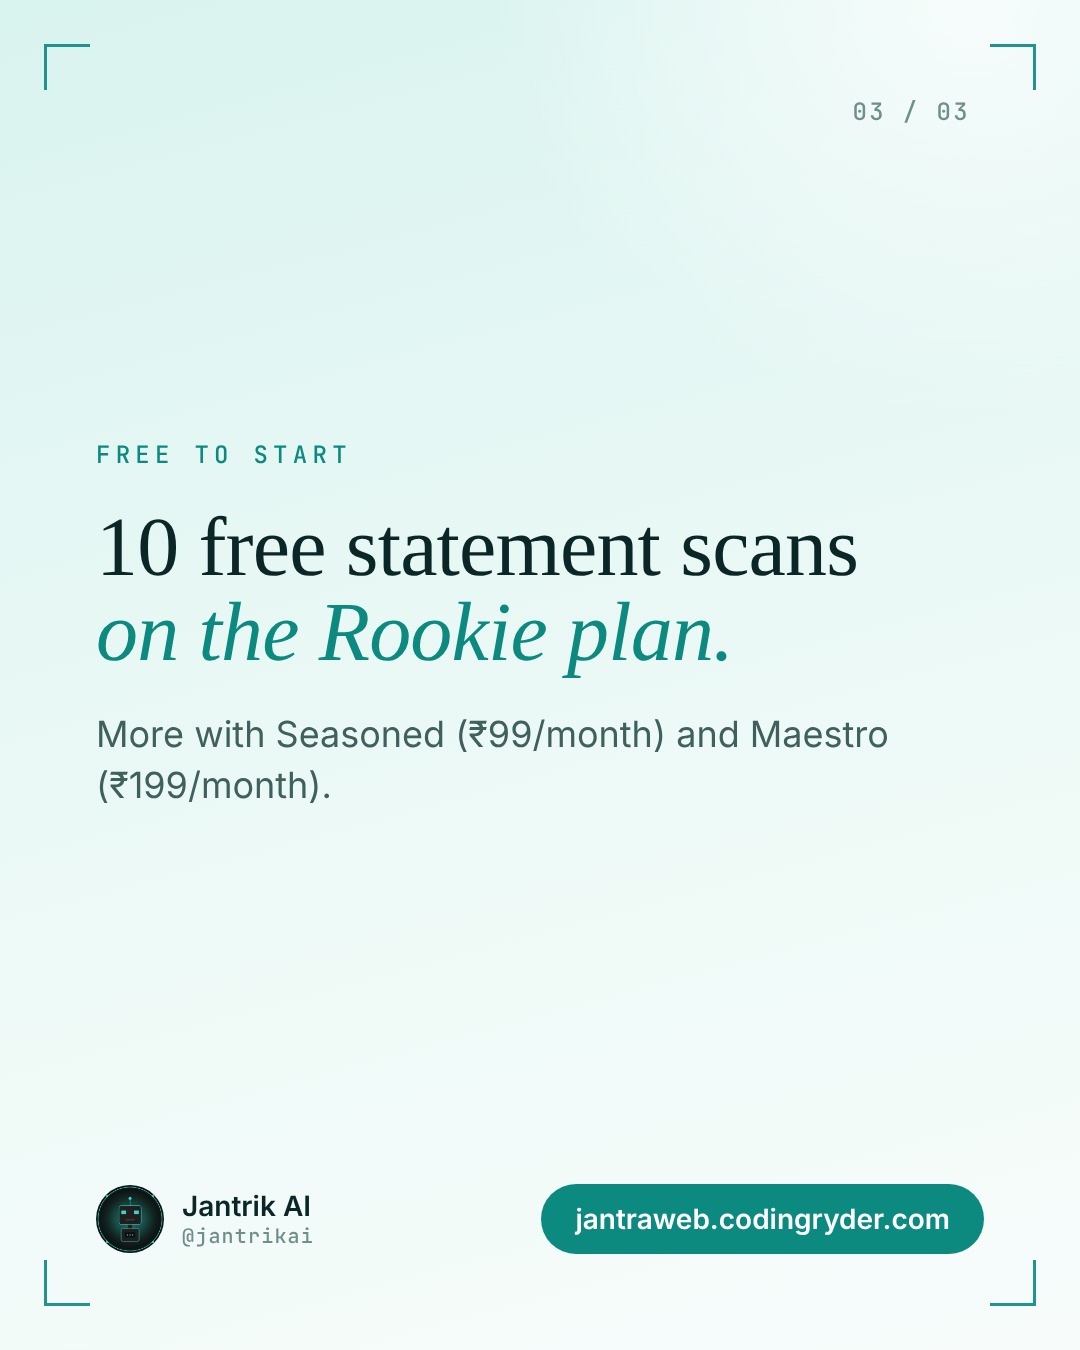 03 / 03
FREE TO START
10 free statement scans
on the Rookie plan.
More with Seasoned (₹99/month) and Maestro
(₹199/month).
Jantrik AI
@jantrikai
jantraweb.codingryder.com